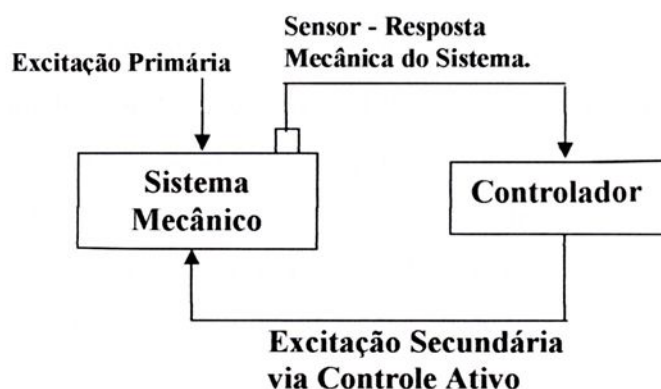 Sensor - Resposta
Mecânica do Sistema.
Excitação Primária
Sistema
Mecânico
Controlador
Excitação Secundária
via Controle Ativo